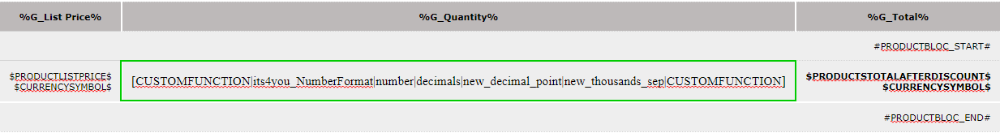 %G_List Price% %G_Quantity% %G_Total%
#PRODUCTBLOC_START#
$PRODUCTLISTPRICE$
$CURRENCYSYMBOL$
[CUSTOMFUNCTION|its4you_NumberFormat|number|decimals|new_decimal_point|new_thousands_sep|CUSTOMFUNCTION]
$PRODUCTSTOTALAFTERDISCOUNT$
$CURRENCYSYMBOL$
#PRODUCTBLOC_END#